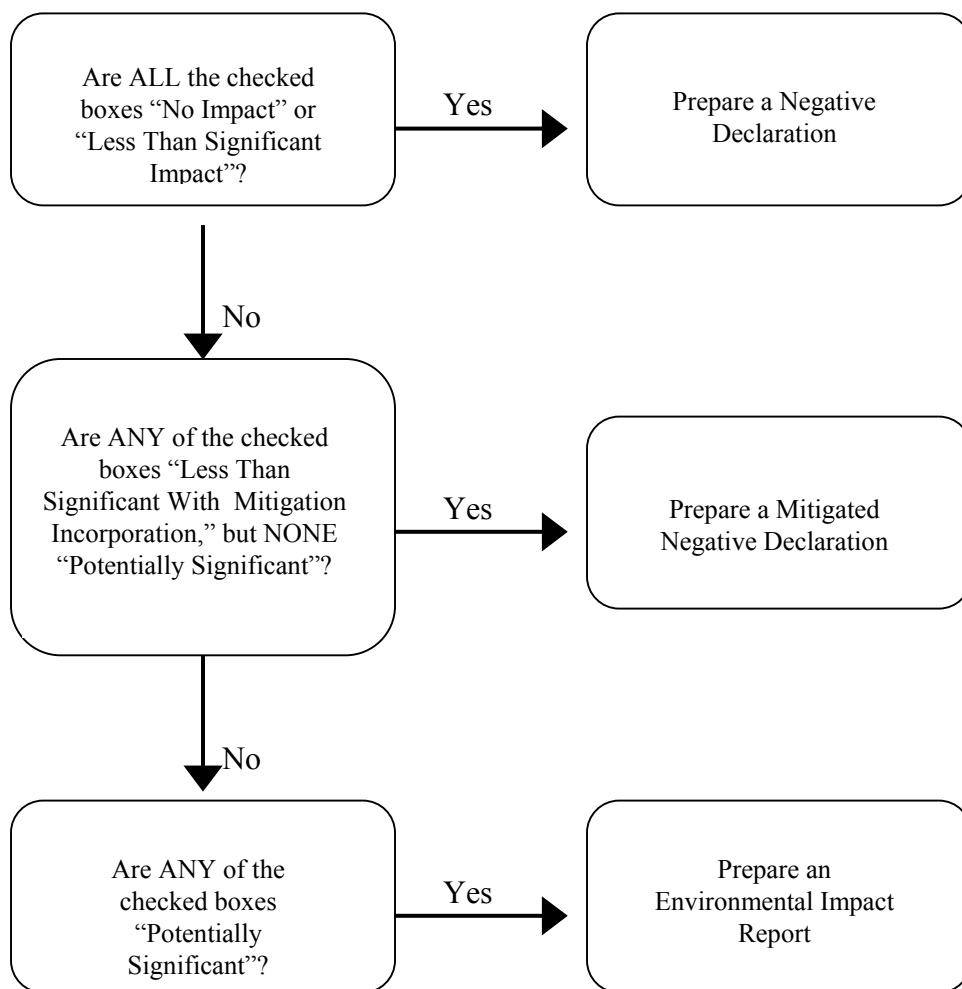 Are ALL the checked
boxes “No Impact” or
“Less Than Significant
Impact”?
Yes
Prepare a Negative
Declaration
No
Are ANY of the checked
boxes “Less Than
Significant With  Mitigation
Incorporation,” but NONE
“Potentially Significant”?
Yes
Prepare a Mitigated
Negative Declaration
No
Are ANY of the
checked boxes
“Potentially
Significant”?
Yes
Prepare an
Environmental Impact
Report